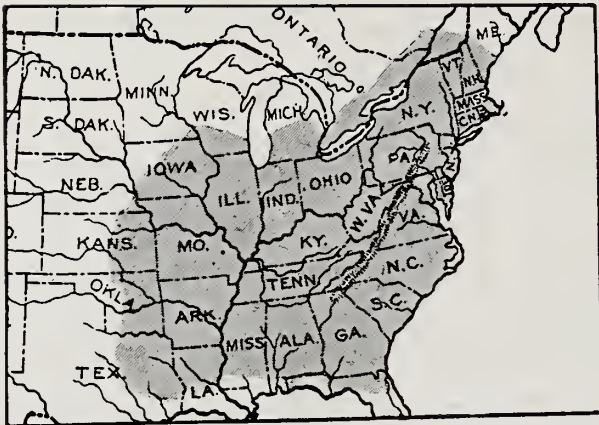 ONTARIO
ME.
N. DAK.
MINN.
VT.
N.H.
WIS.
MICH.
N.Y.
MASS
S. DAK.
IOWA
PA.
NEB.
ILL.
IND.
OHIO
W. VA.
VA.
KANS.
MO.
KY.
N.C.
OKLA.
TENN.
S.C.
ARK.
MISS.
ALA.
GA.
TEX.
LA.